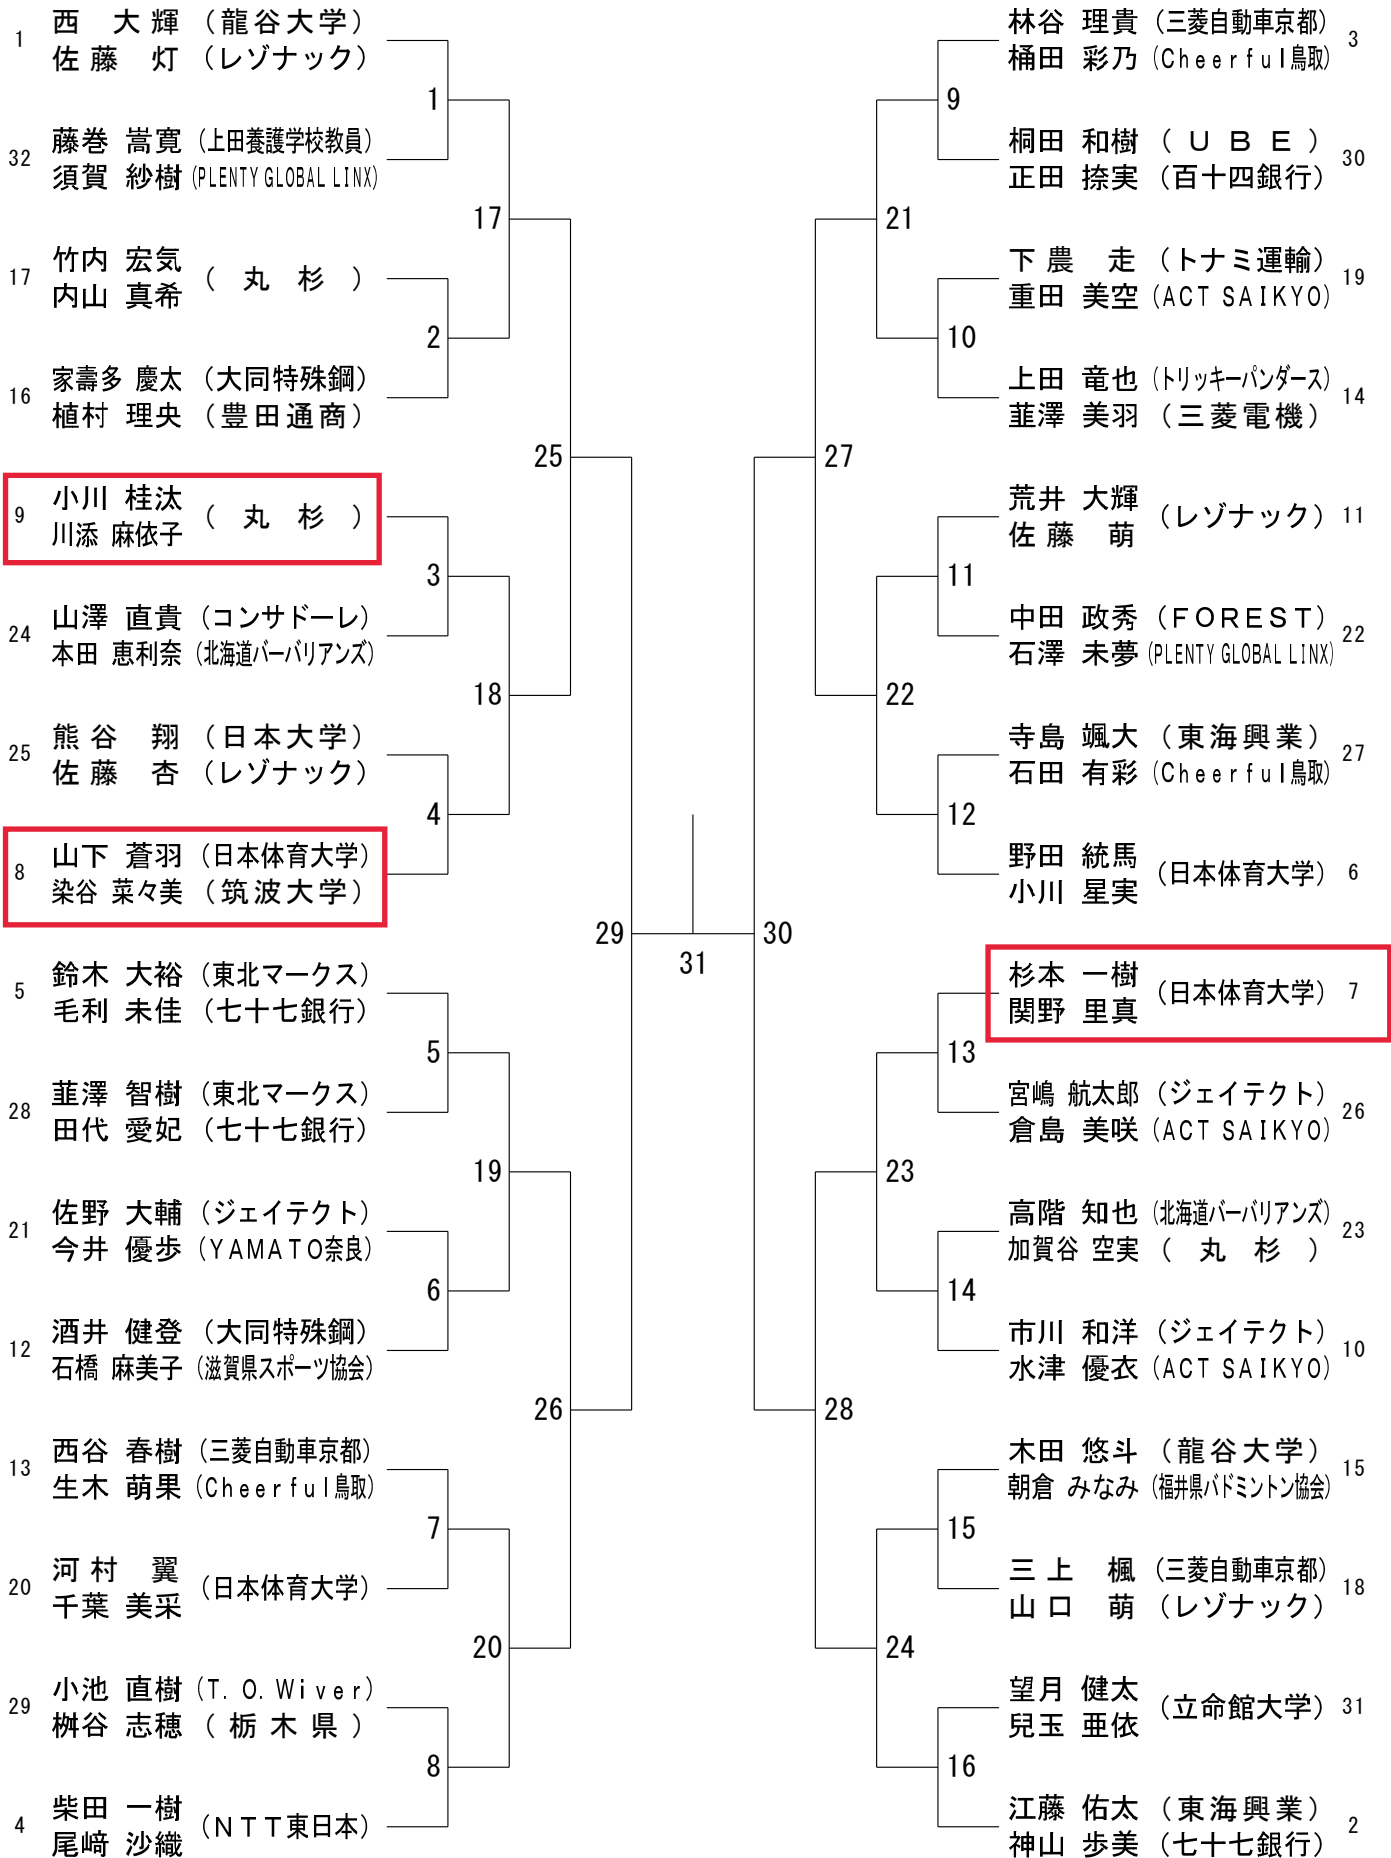 1
西 大輝 (龍谷大学)
佐藤 灯 (レゾナック)
1
32
藤巻 嵩寛 (上田養護学校教員)
須賀 紗樹 (PLENTY GLOBAL LINX)
17
17
竹内 宏気
内山 真希
(丸杉)
2
16
家壽多 慶太 (大同特殊鋼)
植村 理央 (豊田通商)
25
9
小川 桂汰
川添 麻依子
(丸杉)
3
24
山澤 直貴 (コンサドーレ)
本田 恵利奈 (北海道バーバリアンズ)
18
25
熊谷 翔 (日本大学)
佐藤 杏 (レゾナック)
4
8
山下 蒼羽 (日本体育大学)
染谷 菜々美 (筑波大学)
29
5
鈴木 大裕 (東北マークス)
毛利 未佳 (七十七銀行)
5
28
韮澤 智樹 (東北マークス)
田代 愛妃 (七十七銀行)
19
21
佐野 大輔 (ジェイテクト)
今井 優歩 (YAMATO奈良)
6
12
酒井 健登 (大同特殊鋼)
石橋 麻美子 (滋賀県スポーツ協会)
26
13
西谷 春樹 (三菱自動車京都)
生木 萌果 (Cheerful鳥取)
7
20
河村 翼
千葉 美采
(日本体育大学)
20
29
小池 直樹 (T.O.Wiver)
桝谷 志穂 (栃木県)
8
4
柴田 一樹
尾﨑 沙織
(NTT東日本)
31
林谷 理貴 (三菱自動車京都)
桶田 彩乃 (Cheerful鳥取)
3
9
桐田 和樹 (UBE)
正田 捺実 (百十四銀行)
30
21
下農 走 (トナミ運輸)
重田 美空 (ACT SAIKYO)
19
10
上田 竜也 (トリッキーパンダース)
韮澤 美羽 (三菱電機)
14
27
荒井 大輝
佐藤 萌
(レゾナック)
11
11
中田 政秀 (FOREST)
石澤 未夢 (PLENTY GLOBAL LINX)
22
22
寺島 颯大 (東海興業)
石田 有彩 (Cheerful鳥取)
27
12
野田 統馬
小川 星実
(日本体育大学)
6
30
杉本 一樹
関野 里真
(日本体育大学)
7
13
宮嶋 航太郎 (ジェイテクト)
倉島 美咲 (ACT SAIKYO)
26
23
高階 知也 (北海道バーバリアンズ)
加賀谷 空実 (丸杉)
23
14
市川 和洋 (ジェイテクト)
水津 優衣 (ACT SAIKYO)
10
28
木田 悠斗 (龍谷大学)
朝倉 みなみ (福井県バドミントン協会)
15
15
三上 楓 (三菱自動車京都)
山口 萌 (レゾナック)
18
24
望月 健太
兒玉 亜依
(立命館大学)
31
16
江藤 佑太 (東海興業)
神山 歩美 (七十七銀行)
2